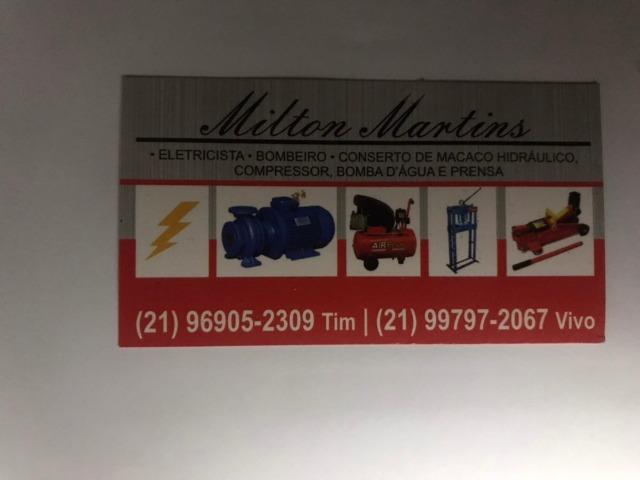 Milton Martins
• ELETRICISTA • BOMBEIRO • CONSERTO DE MACACO HIDRÁULICO,
COMPRESSOR, BOMBA D'ÁGUA E PRENSA
(21) 96905-2309 Tim | (21) 99797-2067 Vivo